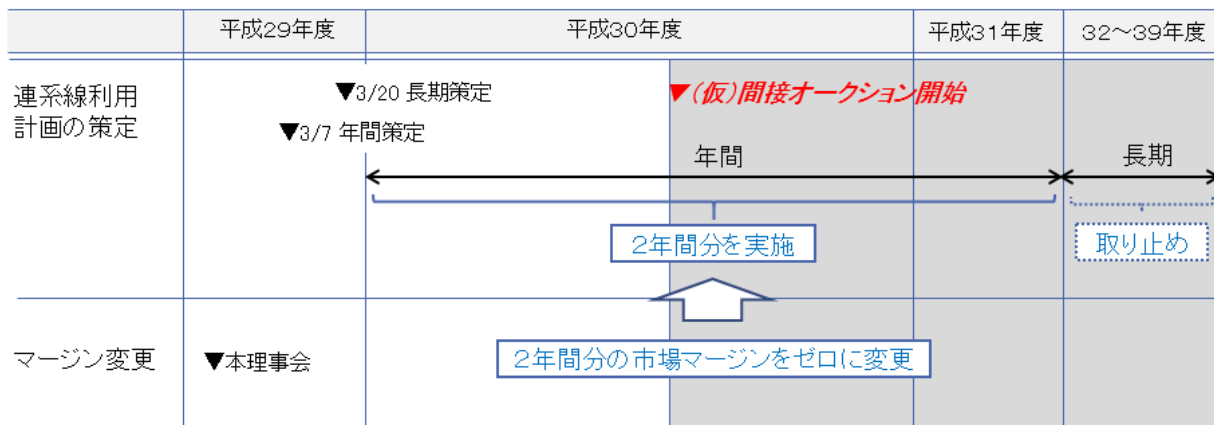 平成29年度 平成30年度 平成31年度 32～39年度
連系線利用
計画の策定
▼3/20 長期策定
▼(仮)間接オークション開始
▼3/7 年間策定
年間
長期
2年間分を実施
取り止め
マージン変更
▼本理事会
2年間分の市場マージンをゼロに変更